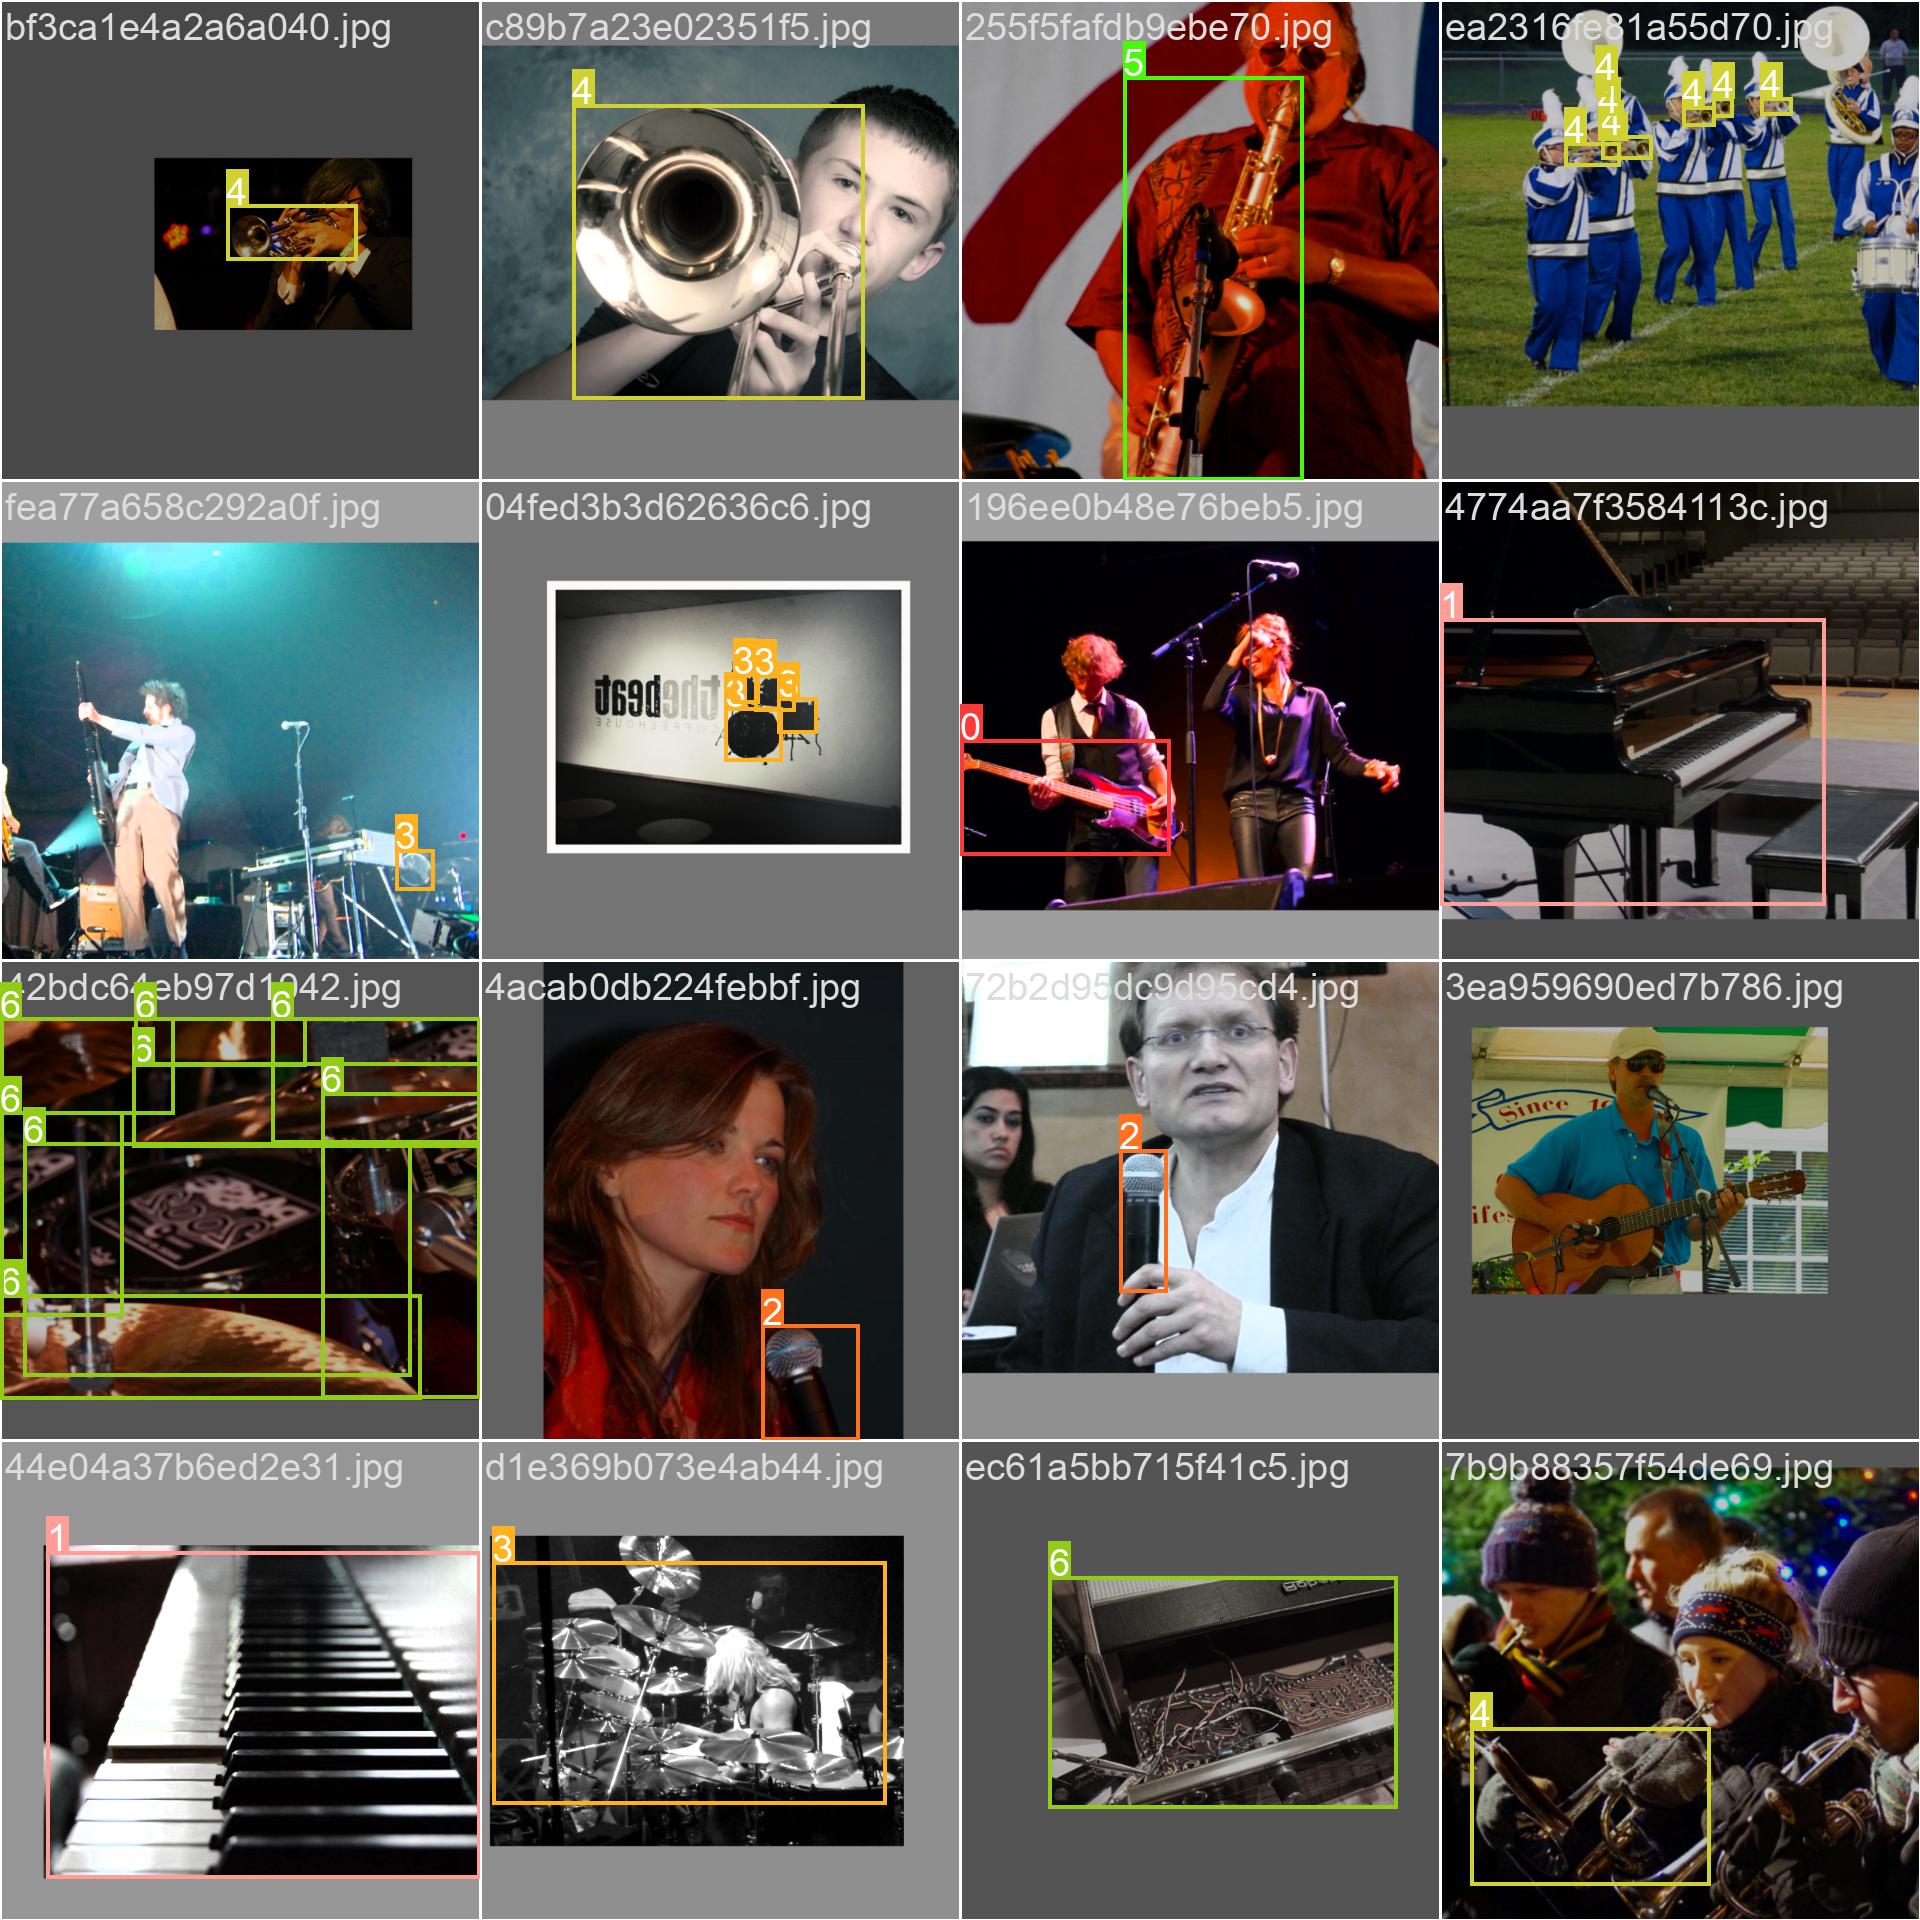 bf3ca1e4a2a6a040.jpg
c89b7a23e02351f5.jpg
255f5fafdb9ebe70.jpg
ea2316fe81a55d70.jpg
4
4
5
4
4
4
4
4
4
4
fea77a658c292a0f.jpg
04fed3b3d62636c6.jpg
196ee0b48e76beb5.jpg
4774aa7f3584113c.jpg
3
3
3
3
3
thebeat
COFFEEHOUSE
0
1
42bdc64eb97d1942.jpg
4acab0db224febbf.jpg
72b2d95dc9d95cd4.jpg
3ea959690ed7b786.jpg
6
6
6
6
6
6
6
6
2
2
Since 19
ifes
44e04a37b6ed2e31.jpg
d1e369b073e4ab44.jpg
ec61a5bb715f41c5.jpg
7b9b88357f54de69.jpg
1
3
6
4